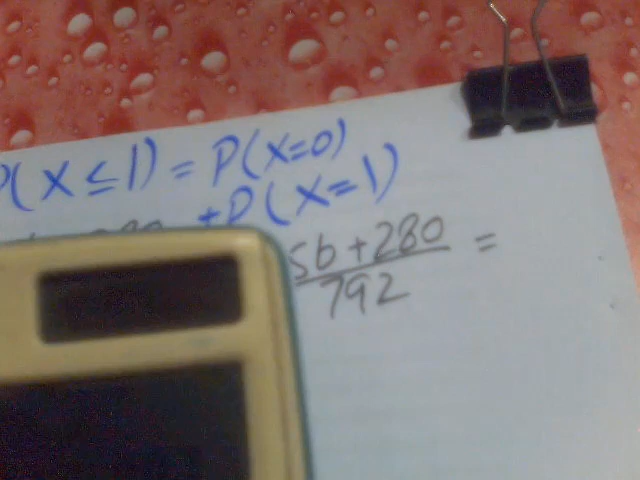 P(X ≤ 1) = P(X=0)
+P(X=1)
56+280
792
=